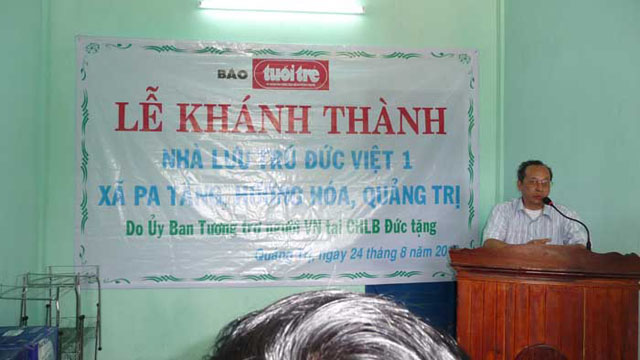 BÁO tuổi trẻ
LỄ KHÁNH THÀNH
NHÀ LƯU TRÚ ĐỨC VIỆT 1
XÃ PA TẦNG, HƯỚNG HÓA, QUẢNG TRỊ
Do Ủy Ban Tương trợ người VN tại CHLB Đức tặng
Quảng Trị, ngày 24 tháng 8 năm